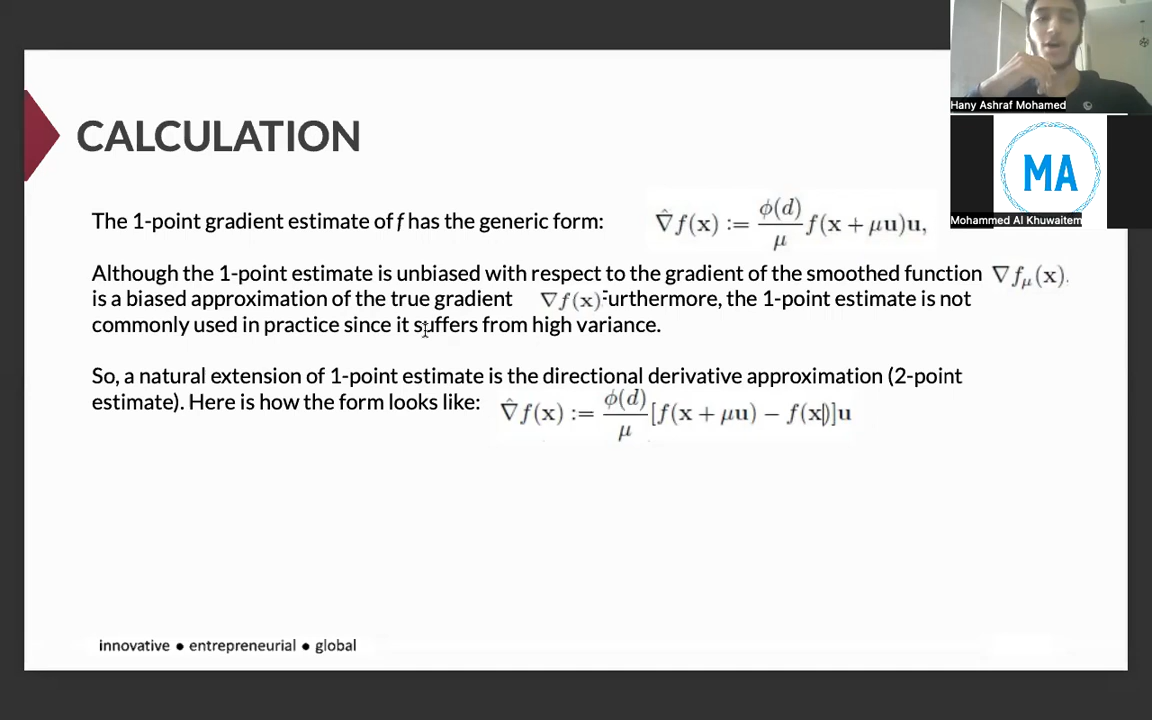 CALCULATION
The 1-point gradient estimate of f has the generic form: ∇̂f(x) := ϕ(d)/μ f(x + μu)u,
Although the 1-point estimate is unbiased with respect to the gradient of the smoothed function ∇f_μ(x),
is a biased approximation of the true gradient ∇f(x) Furthermore, the 1-point estimate is not
commonly used in practice since it suffers from high variance.
So, a natural extension of 1-point estimate is the directional derivative approximation (2-point
estimate). Here is how the form looks like: ∇̂f(x) := ϕ(d)/μ [f(x + μu) − f(x)]u
innovative ● entrepreneurial ● global
Hany Ashraf Mohamed
MA
Mohammed Al Khuwaitem